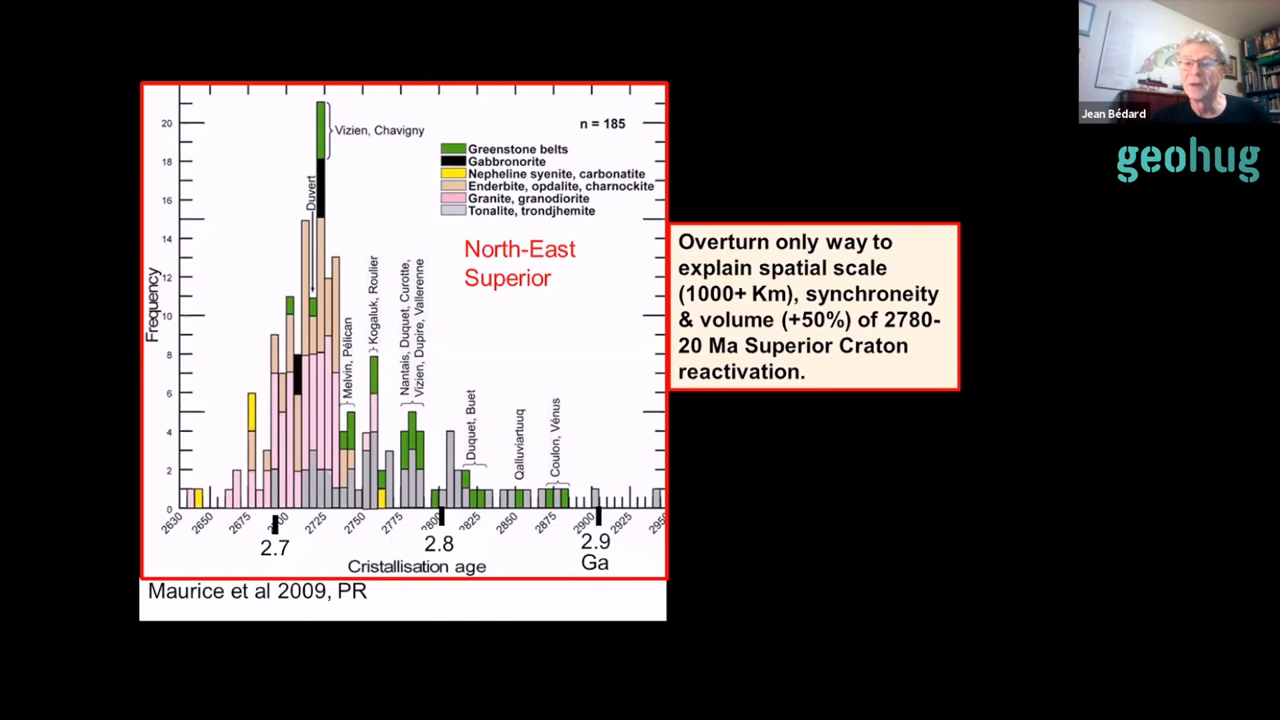 Jean Bédard
geohug
n = 185
Vizien, Chavigny
Greenstone belts
Gabbronorite
Nepheline syenite, carbonatite
Enderbite, opdalite, charnockite
Granite, granodiorite
Tonalite, trondjhemite
North-East
Superior
Duvert
Melvin, Pélican
Kogaluk, Roulier
Nantais, Duquet, Curotte,
Vizien, Dupire, Vallerenne
Duquet, Buet
Qalluviartuuq
Coulon, Vénus
Frequency
20
18
16
14
12
10
8
6
4
2
0
2630 2650 2675 2700 2725 2750 2775 2800 2825 2850 2875 2900 2925 2950
2.7 2.8 2.9
Cristallisation age Ga
Maurice et al 2009, PR
Overturn only way to
explain spatial scale
(1000+ Km), synchroneity
& volume (+50%) of 2780-
20 Ma Superior Craton
reactivation.